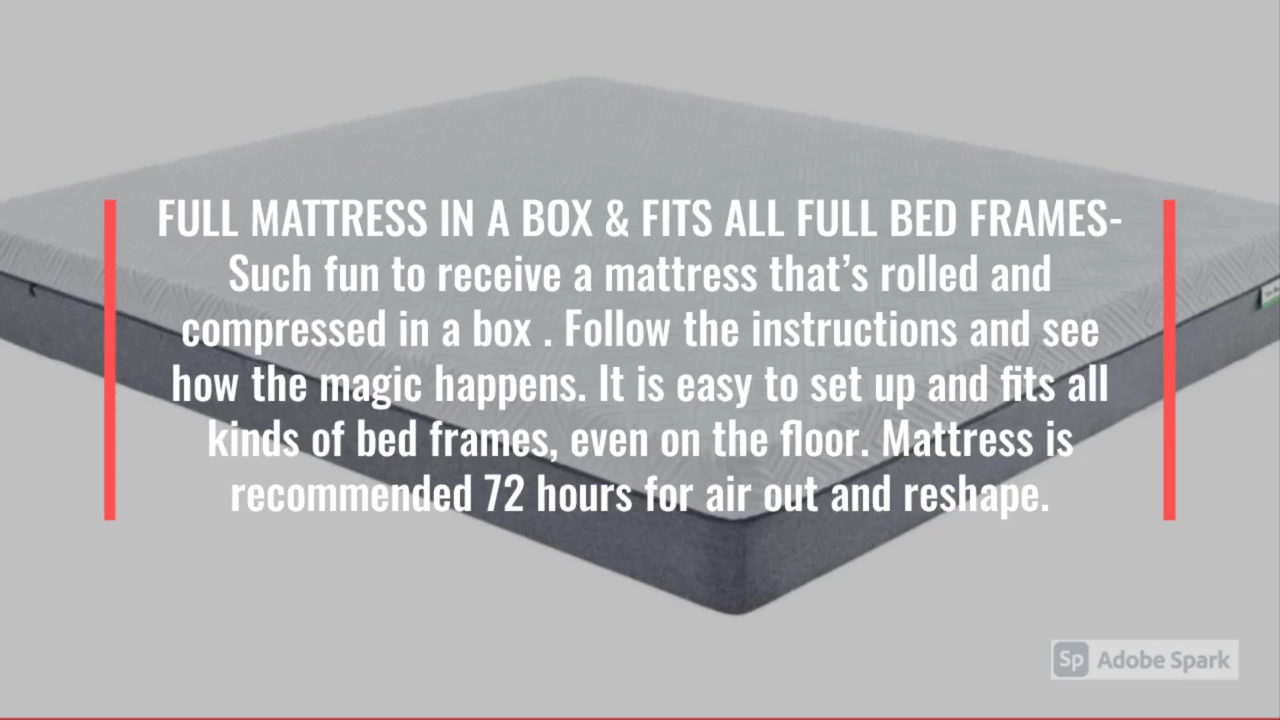 FULL MATTRESS IN A BOX & FITS ALL FULL BED FRAMES-
Such fun to receive a mattress that’s rolled and
compressed in a box . Follow the instructions and see
how the magic happens. It is easy to set up and fits all
kinds of bed frames, even on the floor. Mattress is
recommended 72 hours for air out and reshape.
Sp Adobe Spark